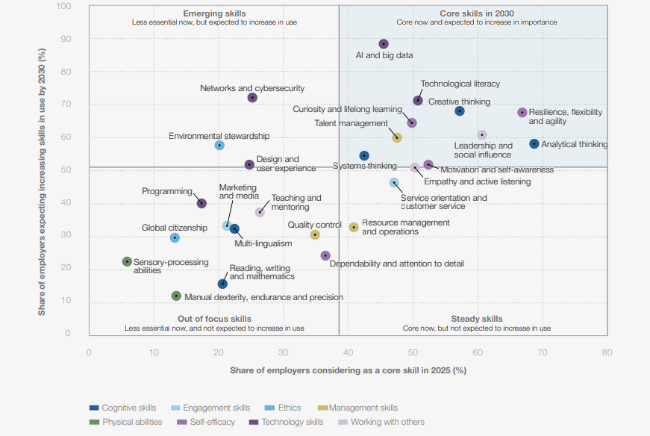 Emerging skills
Less essential now, but expected to increase in use
Core skills in 2030
Core now and expected to increase in importance
Share of employers expecting increasing skills in use by 2030 (%)
100
90
80
70
60
50
40
30
20
10
0
AI and big data
Networks and cybersecurity
Technological literacy
Creative thinking
Curiosity and lifelong learning
Resilience, flexibility
and agility
Talent management
Environmental stewardship
Leadership and
social influence
Analytical thinking
Design and
user experience
Systems thinking
Motivation and self-awareness
Empathy and active listening
Service orientation and
customer service
Programming
Marketing
and media
Teaching and
mentoring
Global citizenship
Multi-lingualism
Quality control
Resource management
and operations
Sensory-processing
abilities
Dependability and attention to detail
Reading, writing
and mathematics
Manual dexterity, endurance and precision
Out of focus skills
Less essential now, and not expected to increase in use
Steady skills
Core now, but not expected to increase in use
0
10
20
30
40
50
60
70
80
Share of employers considering as a core skill in 2025 (%)
Cognitive skills
Engagement skills
Ethics
Management skills
Physical abilities
Self-efficacy
Technology skills
Working with others